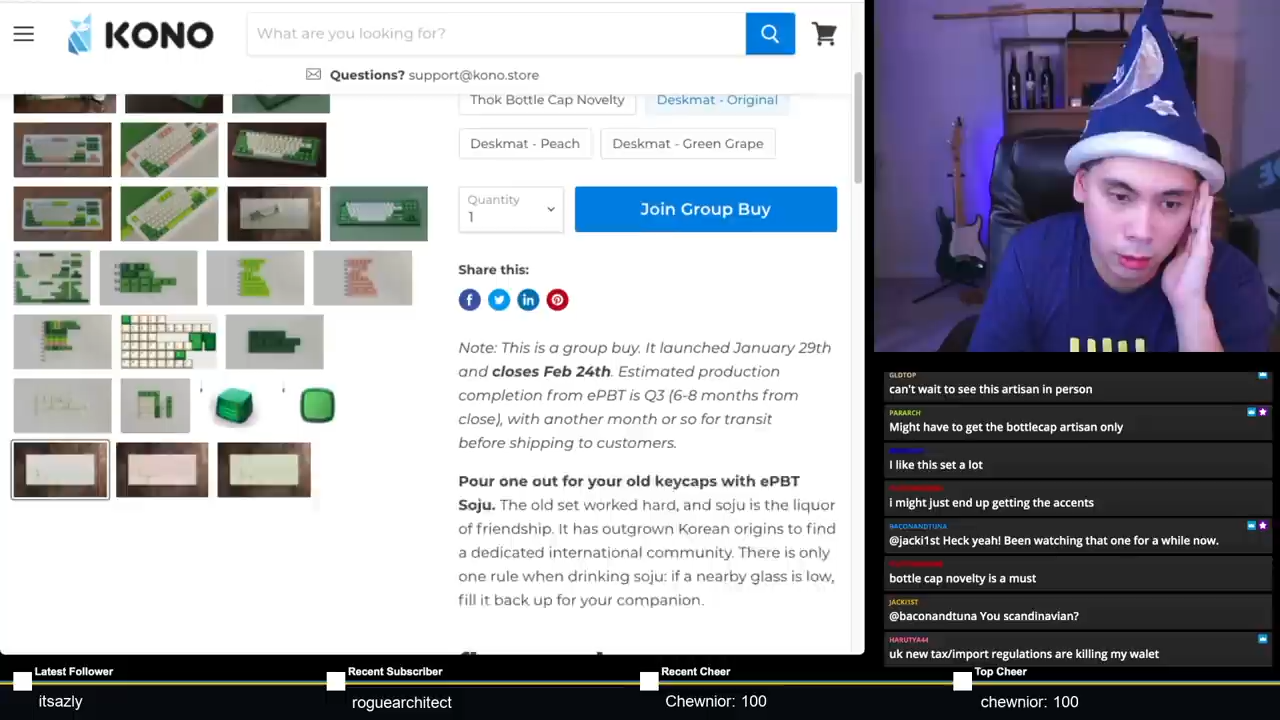 KONO
What are you looking for?
Questions? support@kono.store
Thok Bottle Cap Novelty
Deskmat - Original
Deskmat - Peach
Deskmat - Green Grape
Quantity
1
Join Group Buy
Share this:
Note: This is a group buy. It launched January 29th
and closes Feb 24th. Estimated production
completion from ePBT is Q3 (6-8 months from
close), with another month or so for transit
before shipping to customers.
Pour one out for your old keycaps with ePBT
Soju. The old set worked hard, and soju is the liquor
of friendship. It has outgrown Korean origins to find
a dedicated international community. There is only
one rule when drinking soju: if a nearby glass is low,
fill it back up for your companion.
GLDTOP
can't wait to see this artisan in person
PARARCH
Might have to get the bottlecap artisan only
I like this set a lot
i might just end up getting the accents
BACONANDTUNA
@jacki1st Heck yeah! Been watching that one for a while now.
bottle cap novelty is a must
JACKI1ST
@baconandtuna You scandinavian?
HARUTYA44
uk new tax/import regulations are killing my walet
Latest Follower
itsazly
Recent Subscriber
roguearchitect
Recent Cheer
Chewnior: 100
Top Cheer
chewnior: 100